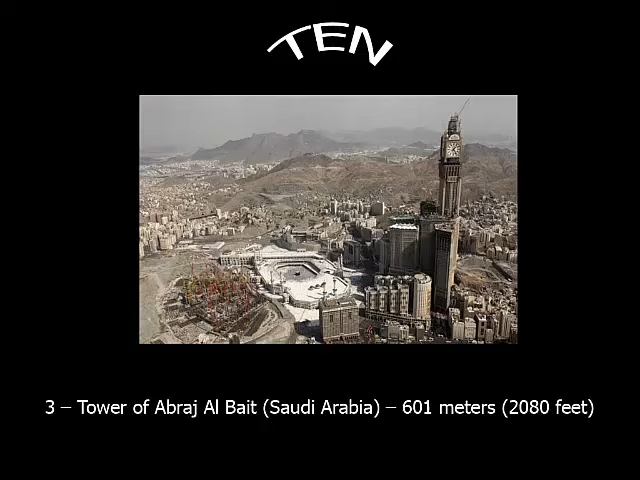 TEN
3 – Tower of Abraj Al Bait (Saudi Arabia) – 601 meters (2080 feet)